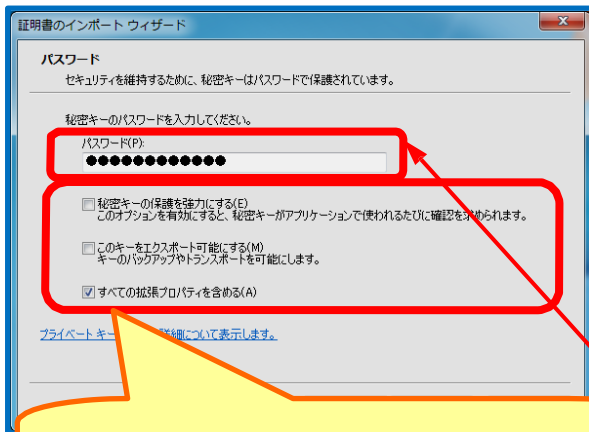 証明書のインポート ウィザード
パスワード
セキュリティを維持するために、秘密キーはパスワードで保護されています。
秘密キーのパスワードを入力してください。
パスワード(P):
●●●●●●●●●●●●
秘密キーの保護を強力にする(E)
このオプションを有効にすると、秘密キーがアプリケーションで使われるたびに確認を求められます。
このキーをエクスポート可能にする(M)
キーのバックアップやトランスポートを可能にします。
すべての拡張プロパティを含める(A)
プライベート キー 詳細について表示します。